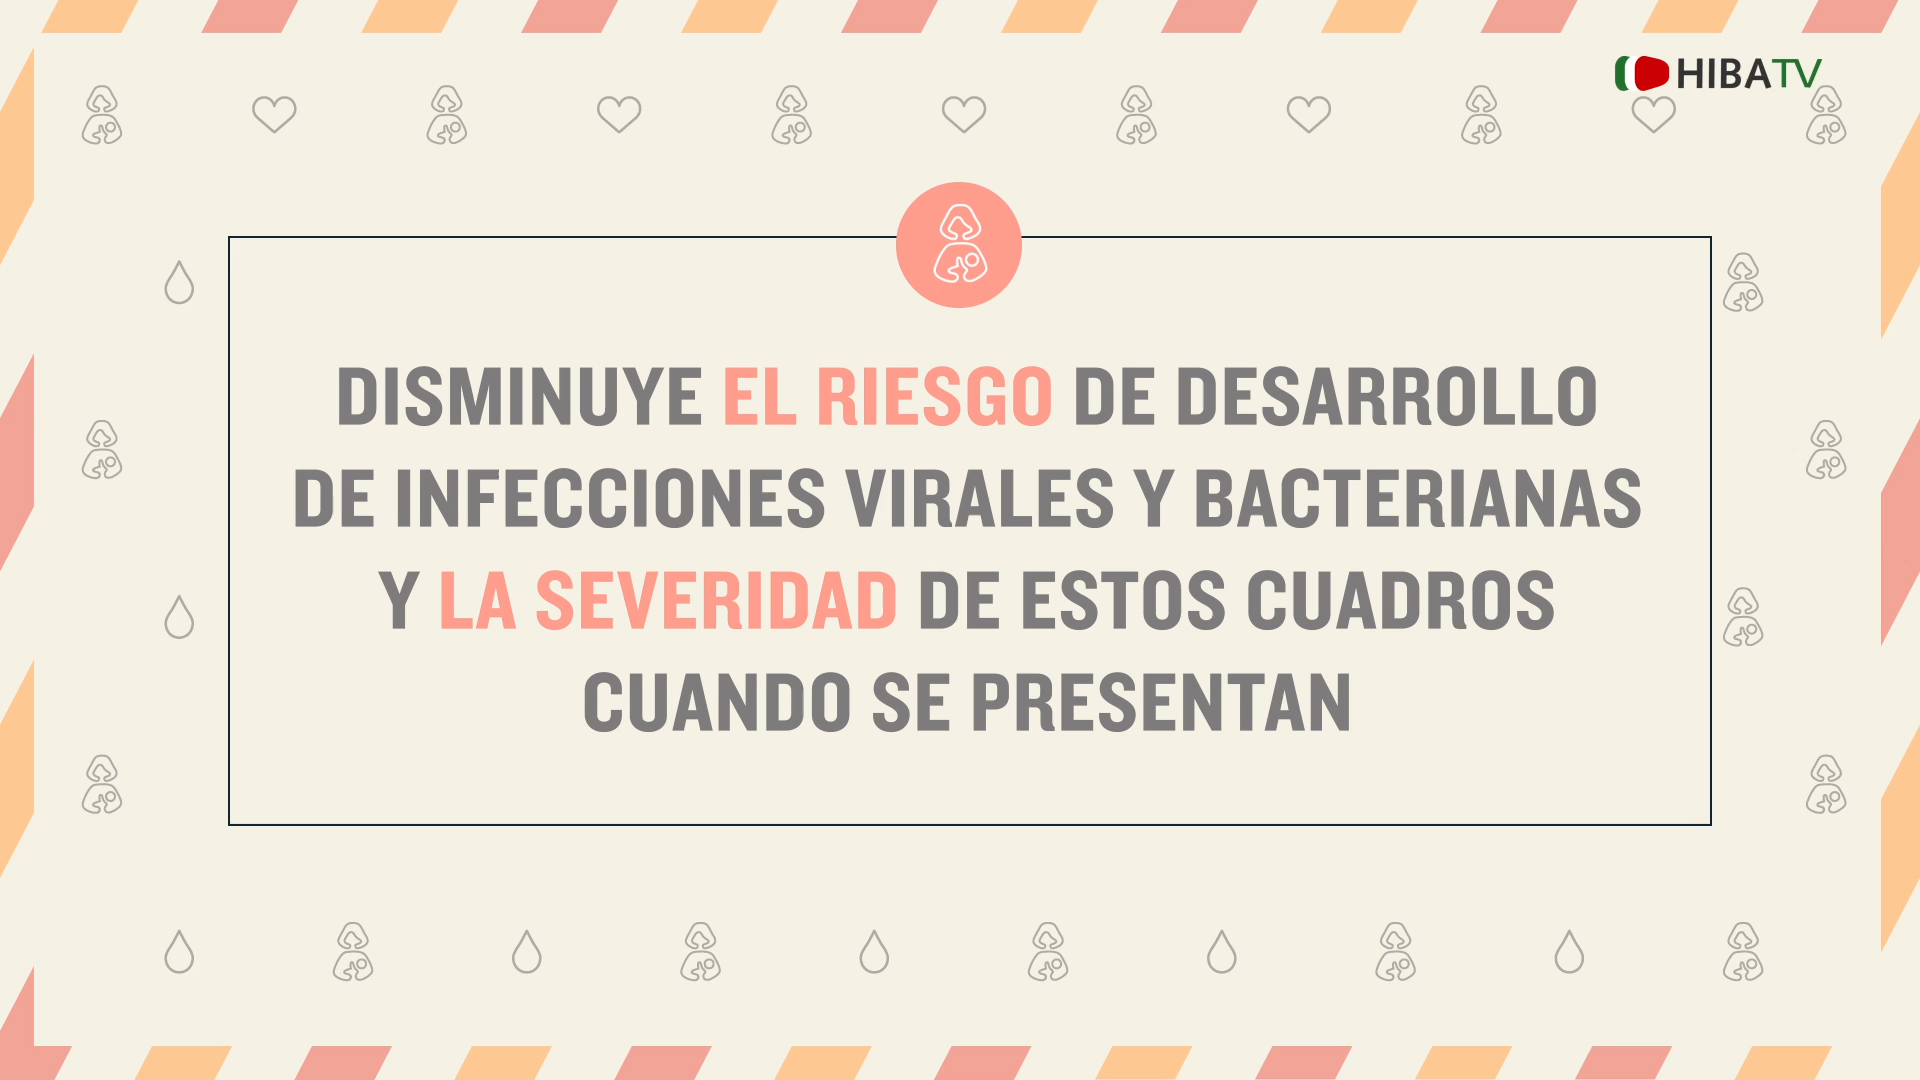 HIBATV
DISMINUYE EL RIESGO DE DESARROLLO
DE INFECCIONES VIRALES Y BACTERIANAS
Y LA SEVERIDAD DE ESTOS CUADROS
CUANDO SE PRESENTAN